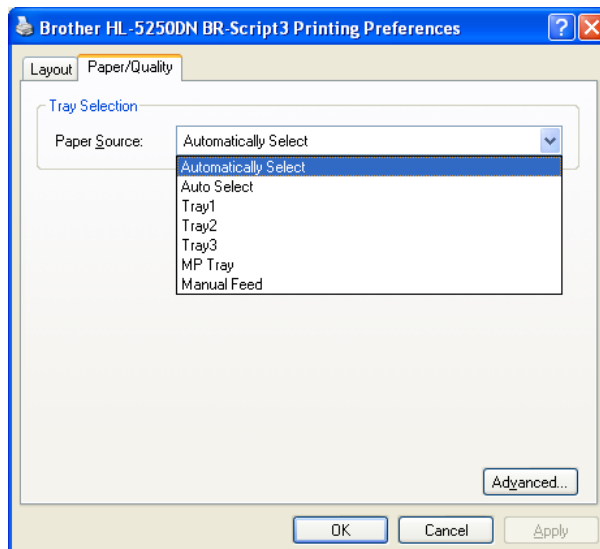 Brother HL-5250DN BR-Script3 Printing Preferences
Layout Paper/Quality
Tray Selection
Paper Source: Automatically Select
Automatically Select
Auto Select
Tray1
Tray2
Tray3
MP Tray
Manual Feed
Advanced...
OK Cancel Apply